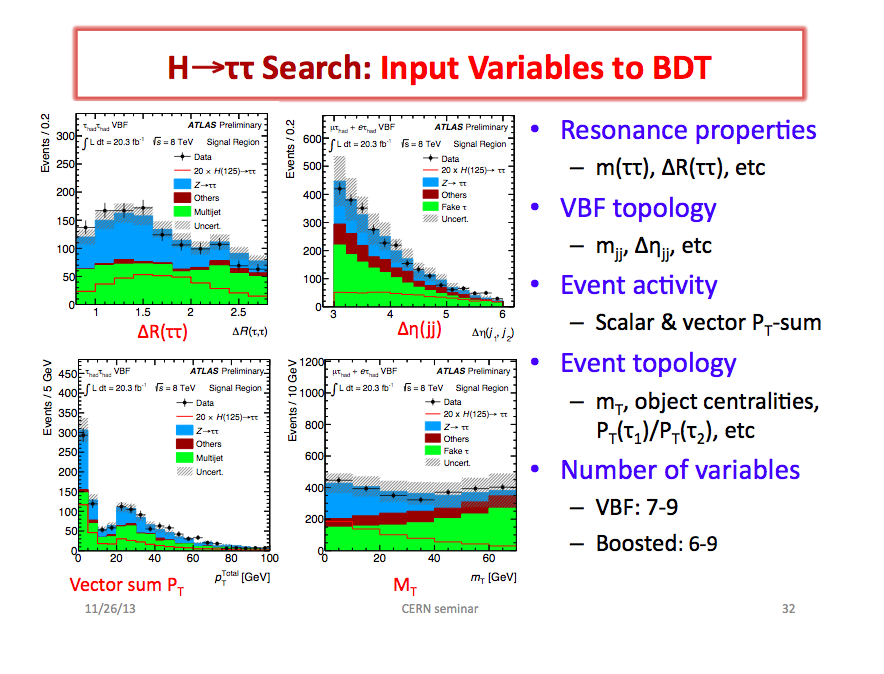 H→ττ Search: Input Variables to BDT
Events / 0.2
τhadτhad VBF
ATLAS Preliminary
∫ L dt = 20.3 fb-1 √s = 8 TeV Signal Region
Data
20 × H(125)→ττ
Z→ττ
Others
Multijet
Uncert.
300
250
200
150
100
50
0
1 1.5 2 2.5
ΔR(ττ)
ΔR(τ,τ)
Events / 0.2
μτhad + eτhad VBF
ATLAS Preliminary
∫ L dt = 20.3 fb-1 √s = 8 TeV Signal Region
Data
20 × H(125)→ ττ
Z→ ττ
Others
Fake τ
Uncert.
600
500
400
300
200
100
0
3 4 5 6
Δη(jj)
Δη(j1, j2)
Events / 5 GeV
τhadτhad VBF
ATLAS Preliminary
∫ L dt = 20.3 fb-1 √s = 8 TeV Signal Region
Data
20 × H(125)→ττ
Z→ττ
Others
Multijet
Uncert.
450
400
350
300
250
200
150
100
50
0
0 20 40 60 80 100
Vector sum PT
pTTotal [GeV]
Events / 10 GeV
μτhad + eτhad VBF
ATLAS Preliminary
∫ L dt = 20.3 fb-1 √s = 8 TeV Signal Region
Data
20 x H(125)→ ττ
Z→ ττ
Others
Fake τ
Uncert.
1200
1000
800
600
400
200
0
0 20 40 60
MT
mT [GeV]
• Resonance properties
– m(ττ), ΔR(ττ), etc
• VBF topology
– mjj, Δηjj, etc
• Event activity
– Scalar & vector PT-sum
• Event topology
– mT, object centralities,
PT(τ1)/PT(τ2), etc
• Number of variables
– VBF: 7-9
– Boosted: 6-9
11/26/13
CERN seminar
32